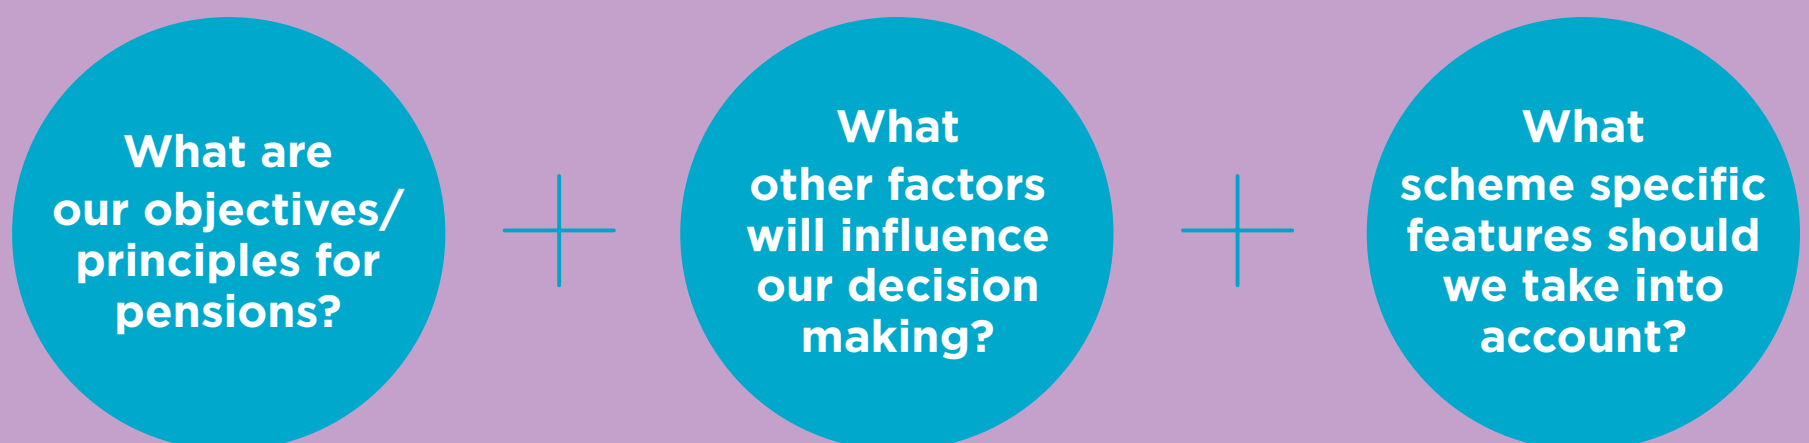 What are
our objectives/
principles for
pensions?
What
other factors
will influence
our decision
making?
What
scheme specific
features should
we take into
account?